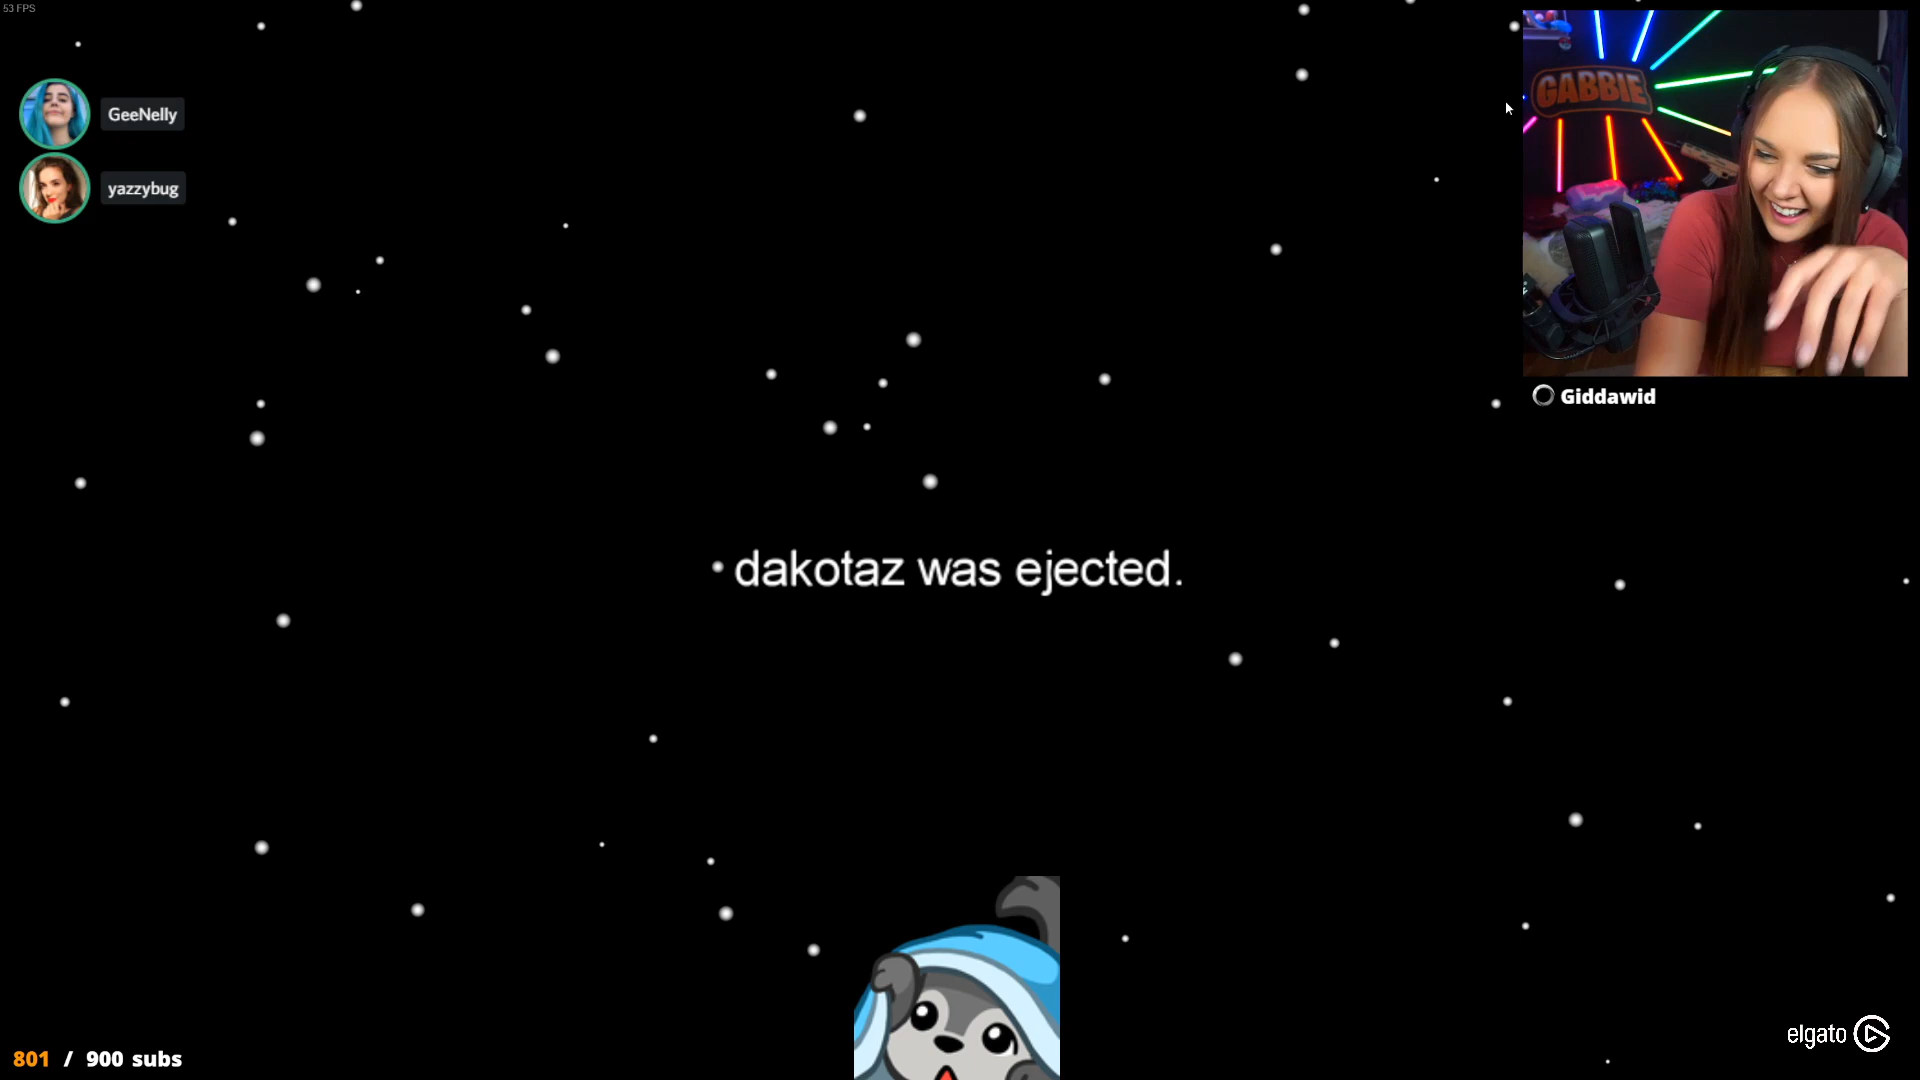 53 FPS
GeeNelly
yazzybug
GABBIE
Giddawid
dakotaz was ejected.
801 / 900 subs
elgato